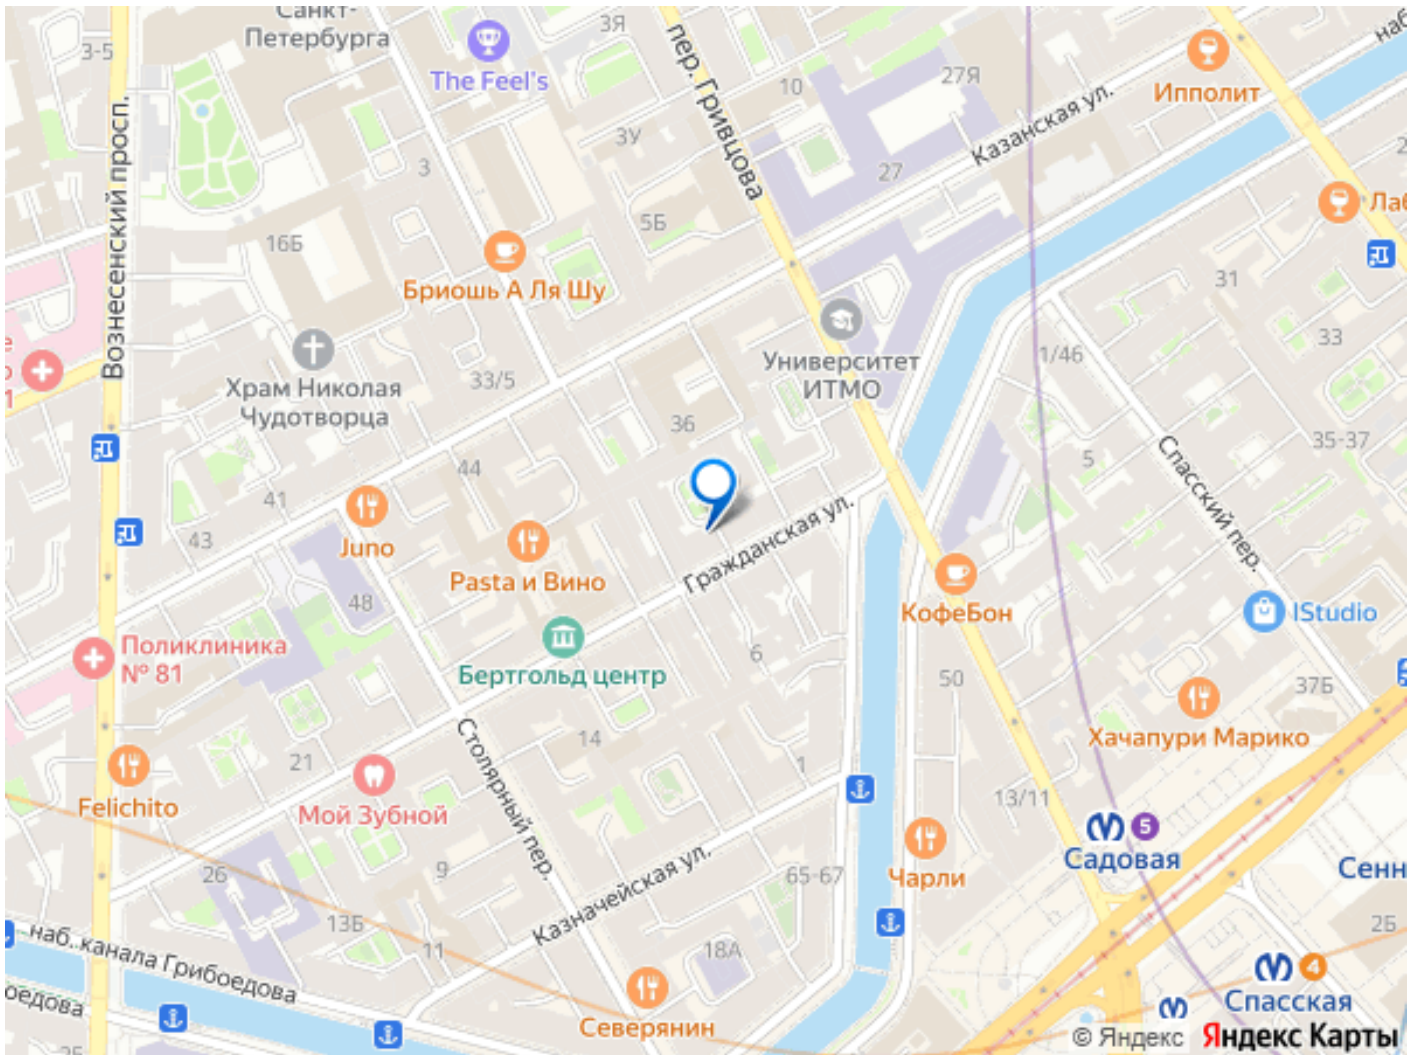 Санкт-
Петербурга
3Я
3-5
The Feel's
10
27Я
Ипполит
наб
пер. Гривцова
Казанская ул.
3У
3
27
Вознесенский просп.
5Б
16Б
Лаб
Бриошь А Ля Шу
31
33
Университет
ИТМО
1/46
Храм Николая
Чудотворца
33/5
36
35-37
44
5
41
43
Juno
Спасский пер.
Pasta и Вино
Гражданская ул.
48
КофеБон
IStudio
Поликлиника
№ 81
Бертгольд центр
6
50
37Б
Столярный пер.
14
Хачапури Марико
21
1
Felichito
Мой Зубной
13/11
5
Садовая
Казначейская ул.
9
65-67
Чарли
Сенн
26
13Б
11
2Б
наб. канала Грибоедова
18А
4
Спасская
оедова
Северянин
© Яндекс Яндекс Карты